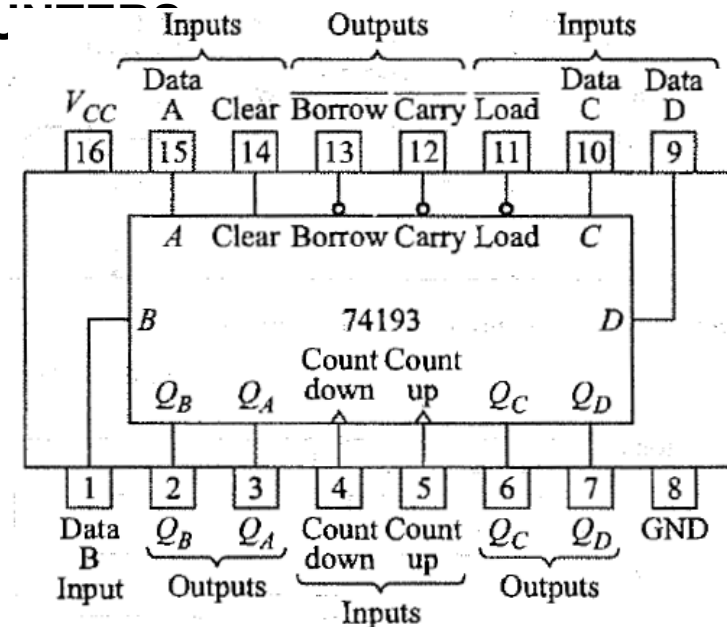 Inputs Outputs Inputs
Data Data Data
V_CC A Clear Borrow Carry Load C D
16 15 14 13 12 11 10 9
A Clear Borrow Carry Load C
B 74193 D
Count Count
Q_B Q_A down up Q_C Q_D
1 2 3 4 5 6 7 8
Data Q_B Q_A Count Count Q_C Q_D GND
B down up
Input Outputs Outputs
Inputs